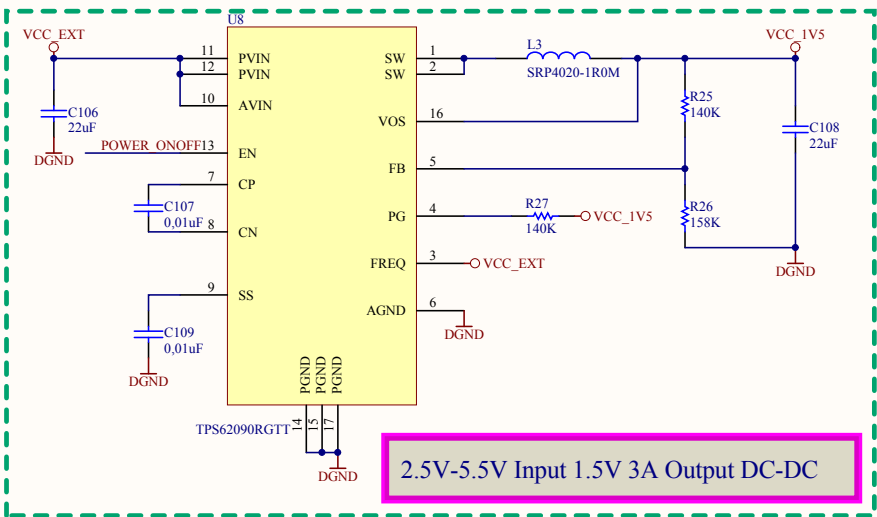 U8
VCC_EXT
VCC_1V5
11 PVIN SW 1
12 PVIN SW 2
L3
SRP4020-1R0M
10 AVIN
C106
22uF
R25
140K
VOS 16
C108
22uF
POWER_ONOFF 13 EN
DGND
FB 5
7 CP
C107
0,01uF
8 CN
PG 4
R27
140K
VCC_1V5
R26
158K
FREQ 3 VCC_EXT
DGND
9 SS
AGND 6
DGND
C109
0,01uF
DGND
PGND
PGND
PGND
14
15
17
TPS62090RGTT
DGND
2.5V-5.5V Input 1.5V 3A Output DC-DC